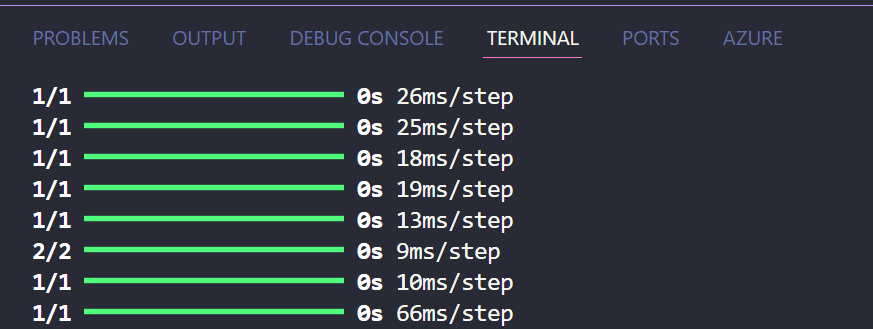 PROBLEMS OUTPUT DEBUG CONSOLE TERMINAL PORTS AZURE
1/1 0s 26ms/step
1/1 0s 25ms/step
1/1 0s 18ms/step
1/1 0s 19ms/step
1/1 0s 13ms/step
2/2 0s 9ms/step
1/1 0s 10ms/step
1/1 0s 66ms/step